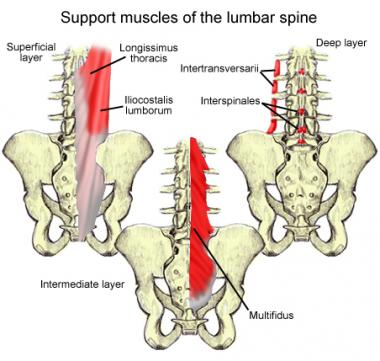 Support muscles of the lumbar spine
Superficial
layer
Longissimus
thoracis
Iliocostalis
lumborum
Deep layer
Intertransversarii
Interspinales
Intermediate layer
Multifidus